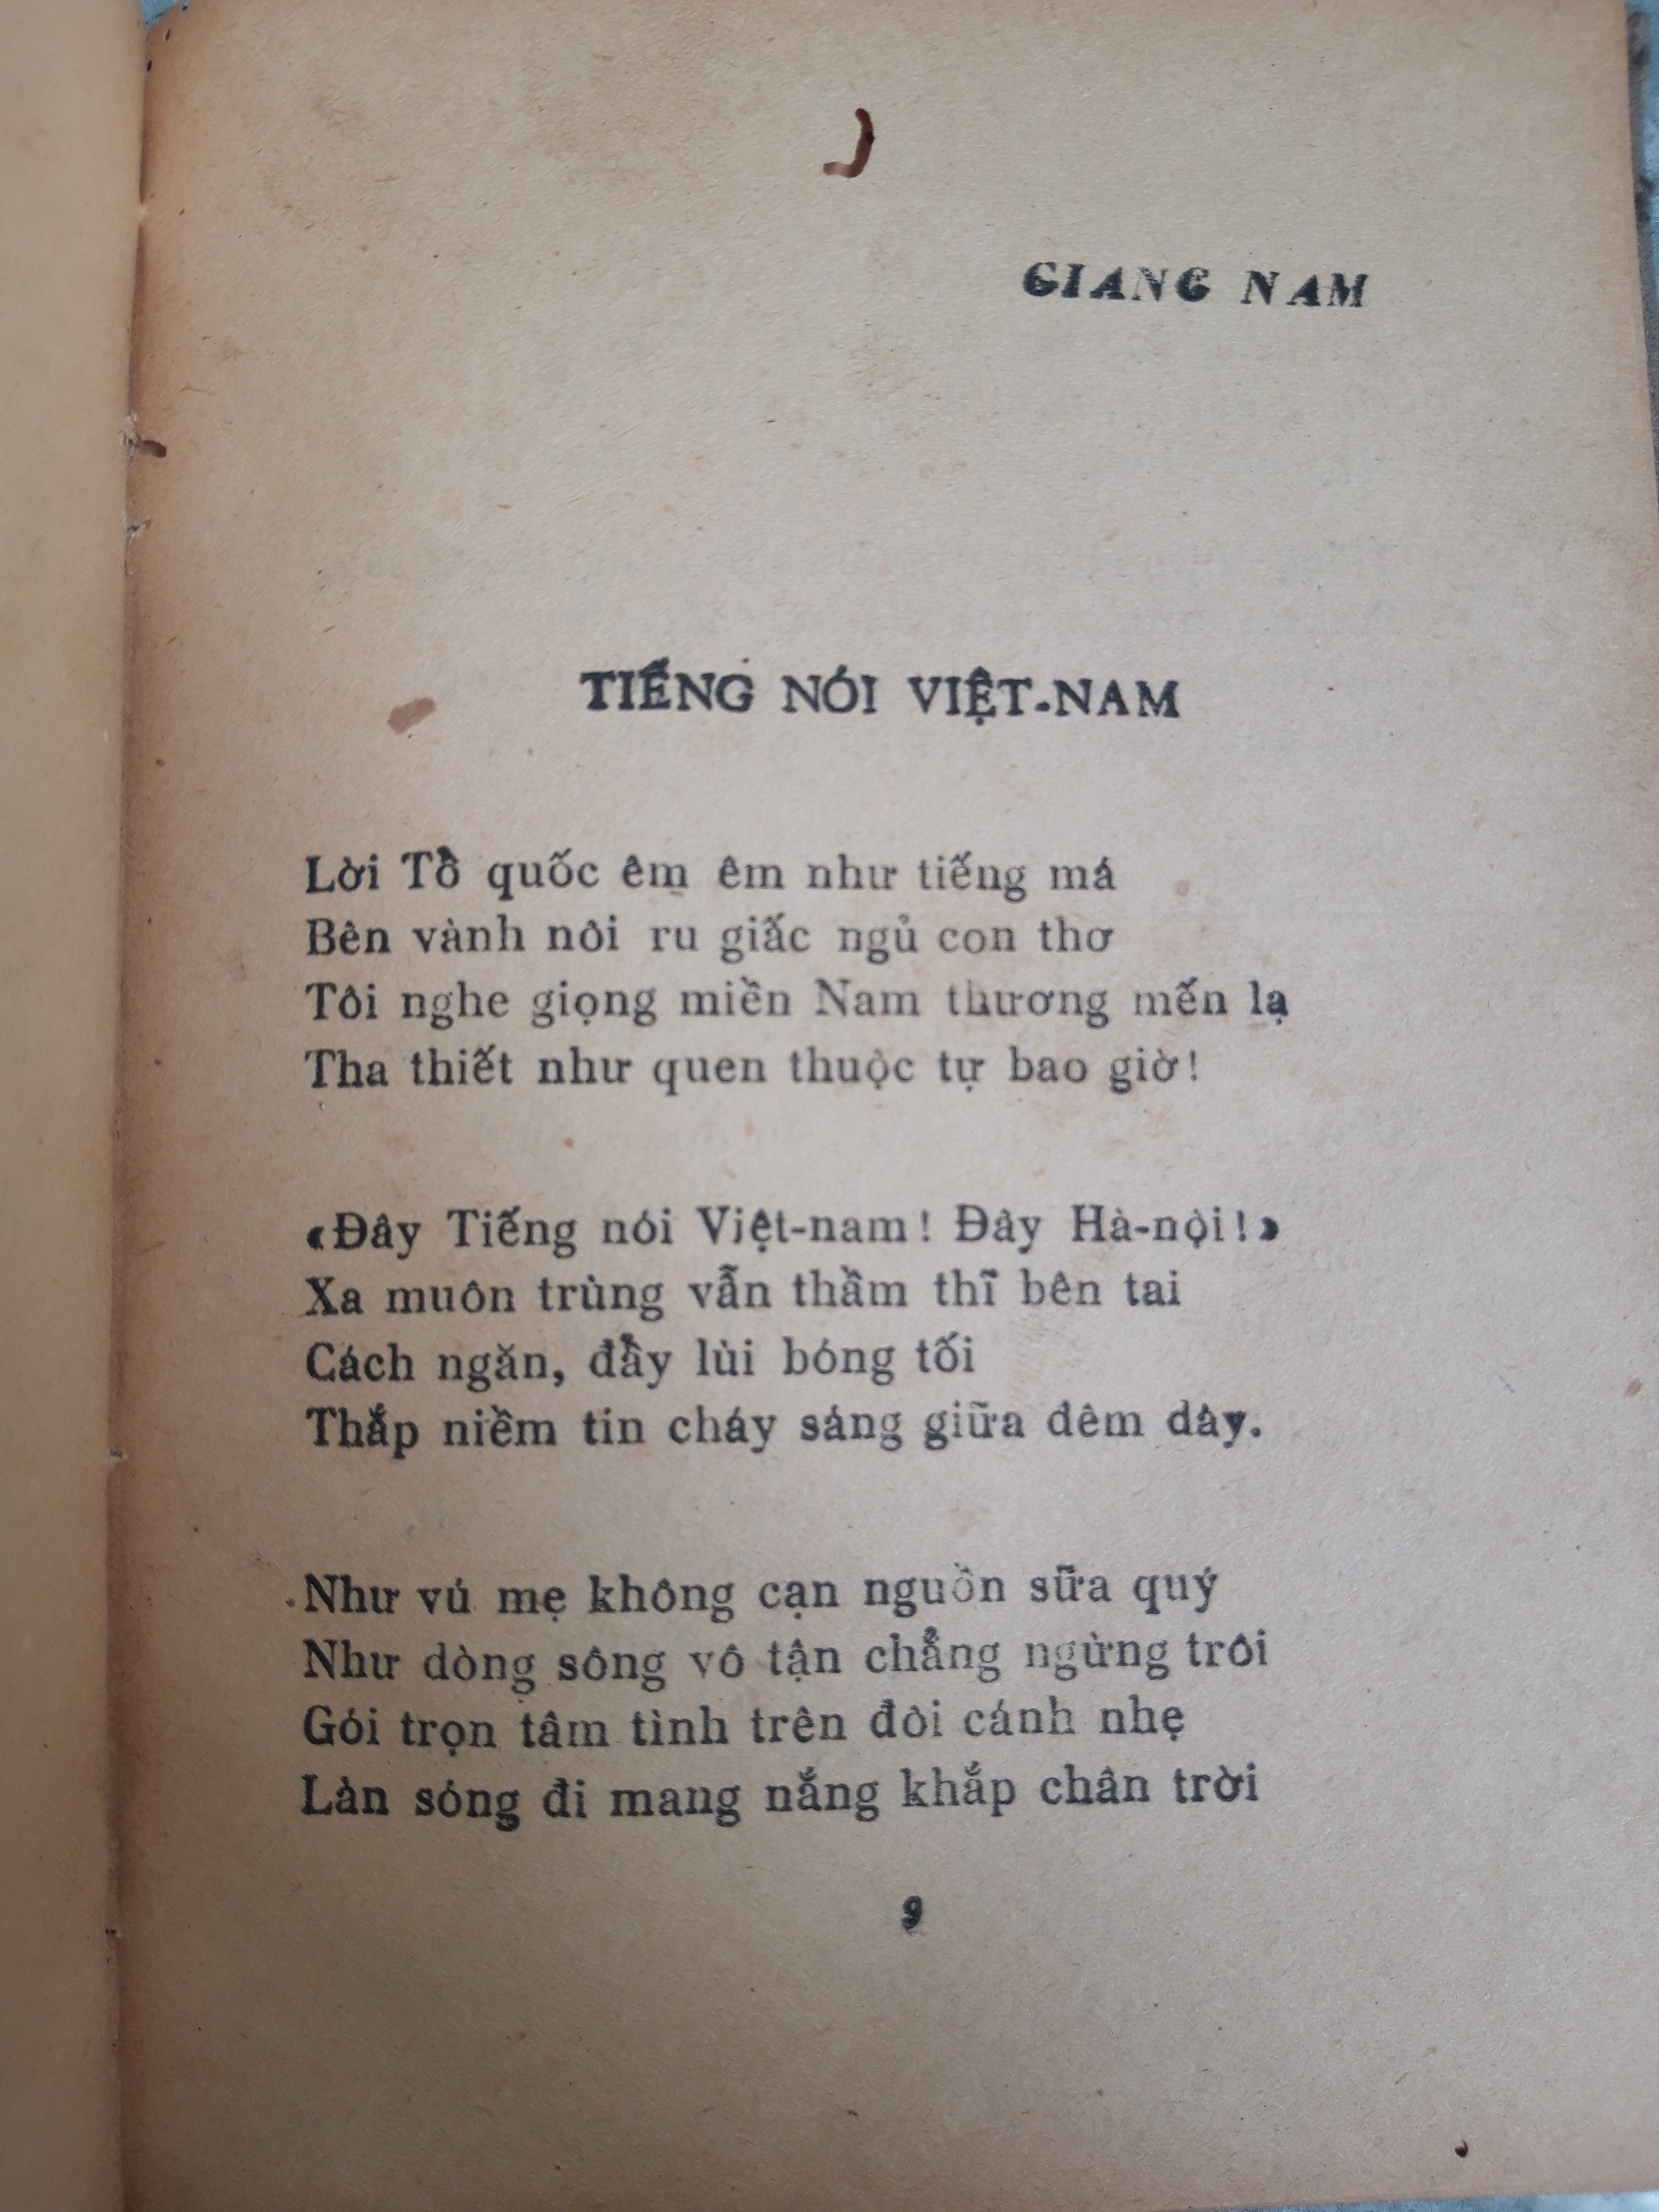 GIANG NAM
TIẾNG NÓI VIỆT-NAM
Lời Tổ quốc êm êm như tiếng má
Bên vành nôi ru giấc ngủ con thơ
Tôi nghe giọng miền Nam thương mến lạ
Tha thiết như quen thuộc tự bao giờ!
«Đây Tiếng nói Việt-nam! Đây Hà-nội!»
Xa muôn trùng vẫn thầm thĩ bên tai
Cách ngăn, đẩy lùi bóng tối
Thắp niềm tin cháy sáng giữa đêm dày.
Như vú mẹ không cạn nguồn sữa quý
Như dòng sông vô tận chẳng ngừng trôi
Gói trọn tâm tình trên đôi cánh nhẹ
Làn sóng đi mang nắng khắp chân trời
9